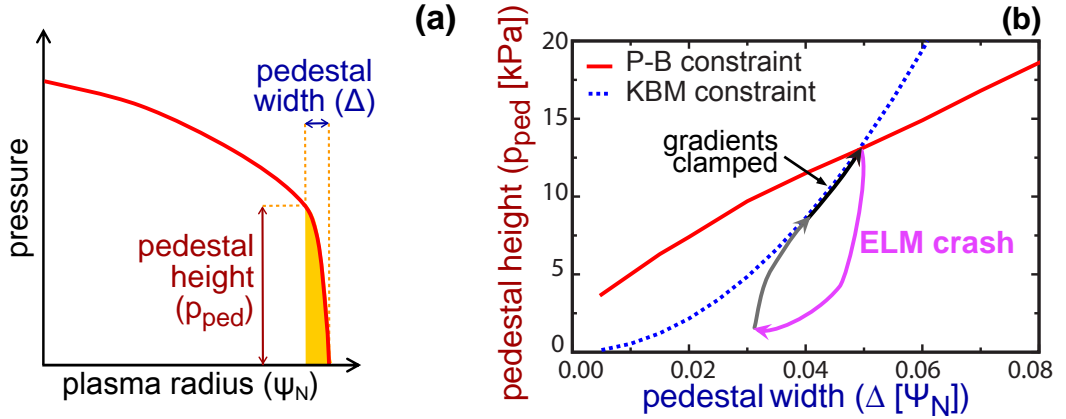 (a)
pedestal
width (Δ)
pressure
pedestal
height
(p_ped)
plasma radius (ψ_N)
(b)
pedestal height (p_ped [kPa])
20
15
10
5
0
P-B constraint
KBM constraint
gradients
clamped
ELM crash
0.00 0.02 0.04 0.06 0.08
pedestal width (Δ [Ψ_N])